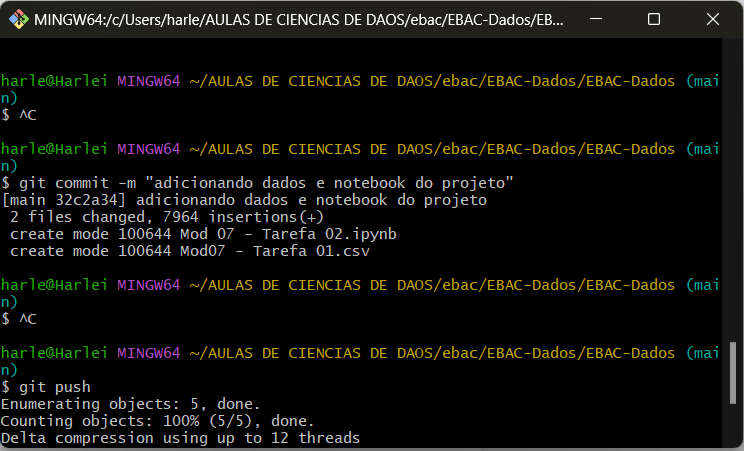 MINGW64:/c/Users/harle/AULAS DE CIENCIAS DE DAOS/ebac/EBAC-Dados/EB...
harle@Harlei MINGW64 ~/AULAS DE CIENCIAS DE DAOS/ebac/EBAC-Dados/EBAC-Dados (mai
n)
$ ^C
harle@Harlei MINGW64 ~/AULAS DE CIENCIAS DE DAOS/ebac/EBAC-Dados/EBAC-Dados (mai
n)
$ git commit -m "adicionando dados e notebook do projeto"
[main 32c2a34] adicionando dados e notebook do projeto
 2 files changed, 7964 insertions(+)
 create mode 100644 Mod 07 - Tarefa 02.ipynb
 create mode 100644 Mod07 - Tarefa 01.csv
harle@Harlei MINGW64 ~/AULAS DE CIENCIAS DE DAOS/ebac/EBAC-Dados/EBAC-Dados (mai
n)
$ ^C
harle@Harlei MINGW64 ~/AULAS DE CIENCIAS DE DAOS/ebac/EBAC-Dados/EBAC-Dados (mai
n)
$ git push
Enumerating objects: 5, done.
Counting objects: 100% (5/5), done.
Delta compression using up to 12 threads